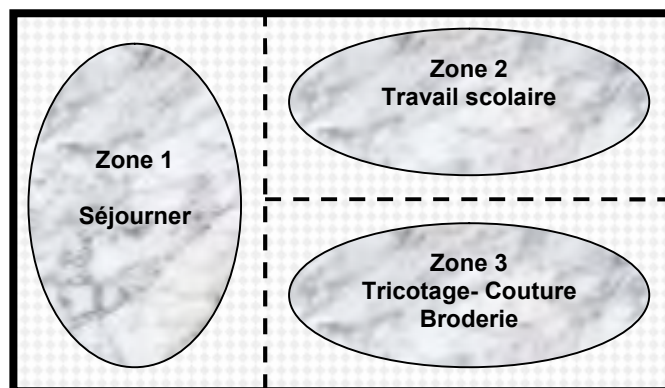 Zone 1
Séjourner
Zone 2
Travail scolaire
Zone 3
Tricotage- Couture
Broderie